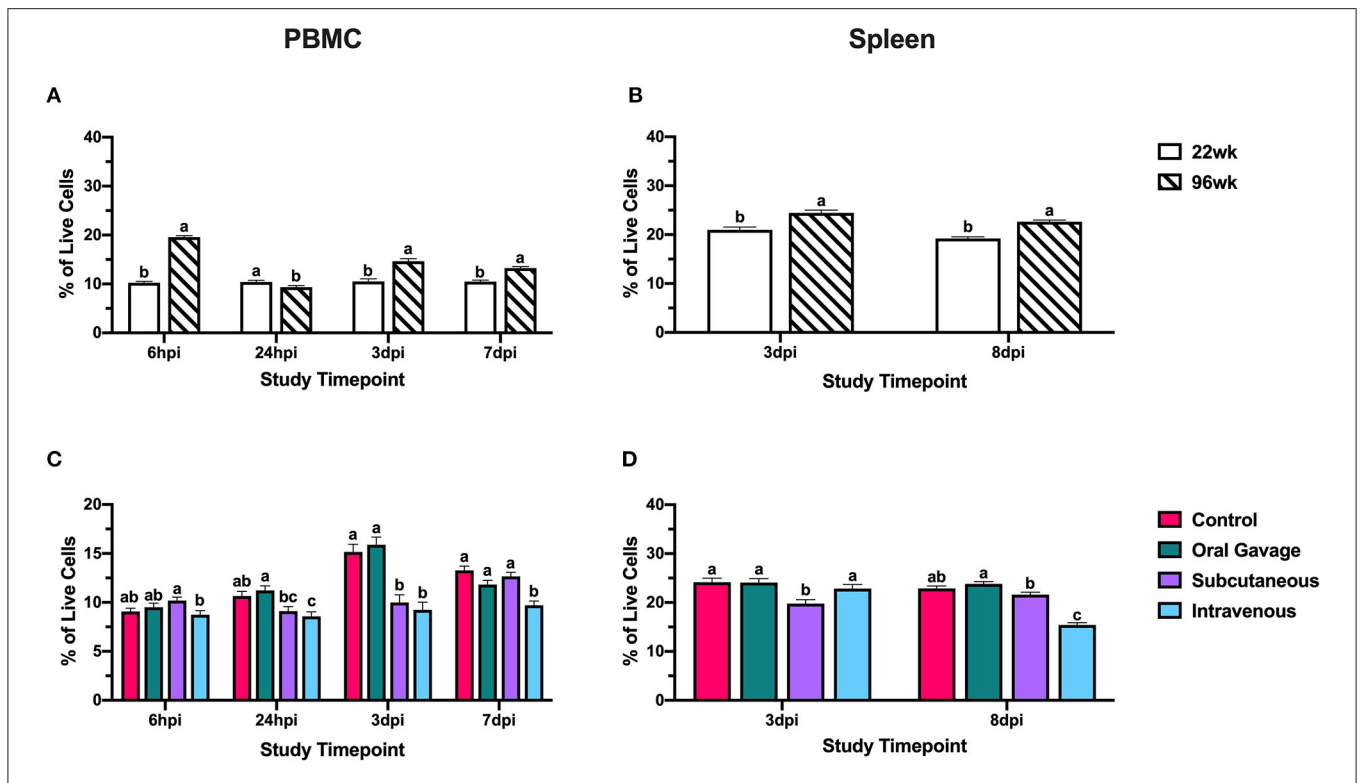 PBMC
Spleen
A
% of Live Cells
40
30
20
10
0
b a a b b a b a
6hpi 24hpi 3dpi 7dpi
Study Timepoint
B
% of Live Cells
40
30
20
10
0
b a b a
3dpi 8dpi
Study Timepoint
22wk
96wk
C
% of Live Cells
20
15
10
5
0
ab ab a b ab a bc c a a b b a a a b
6hpi 24hpi 3dpi 7dpi
Study Timepoint
D
% of Live Cells
40
30
20
10
0
a a b a ab a b c
3dpi 8dpi
Study Timepoint
Control
Oral Gavage
Subcutaneous
Intravenous